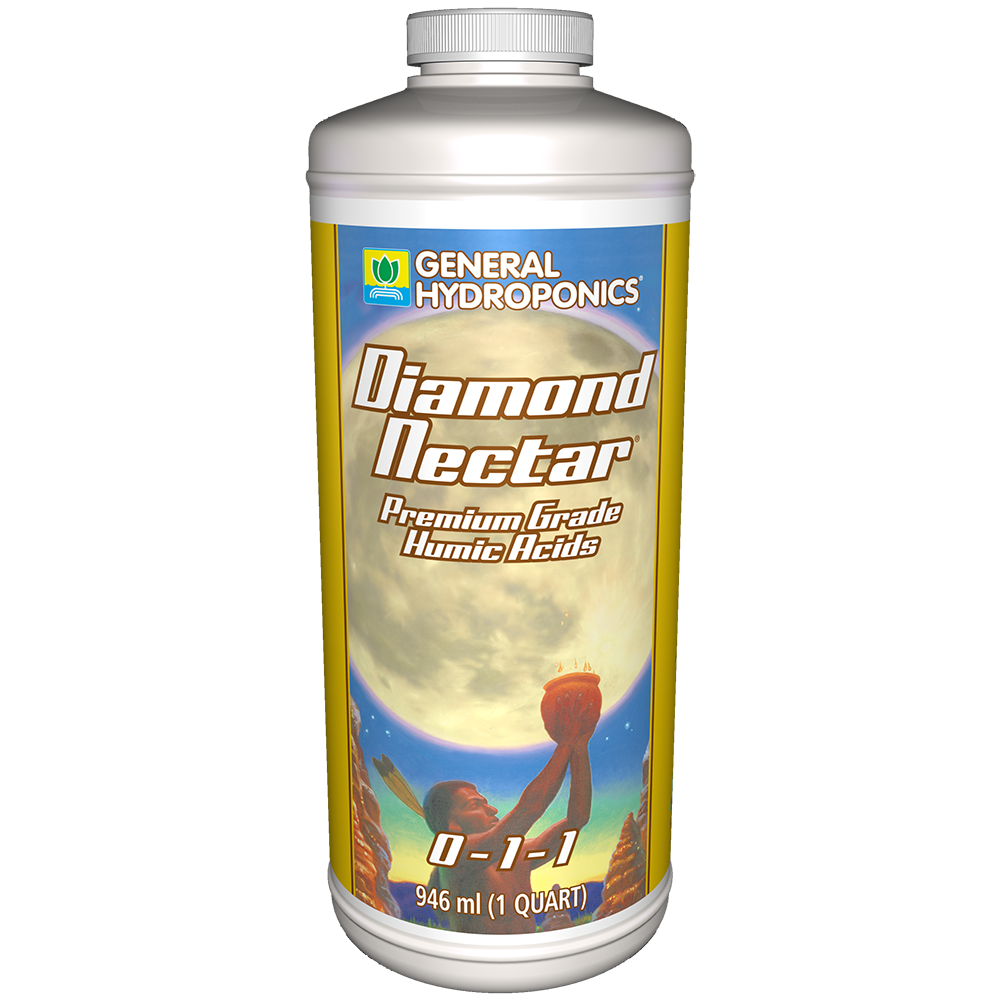 GENERAL
HYDROPONICS®
Diamond
Nectar®
Premium Grade
Humic Acids
0-1-1
946 ml (1 QUART)